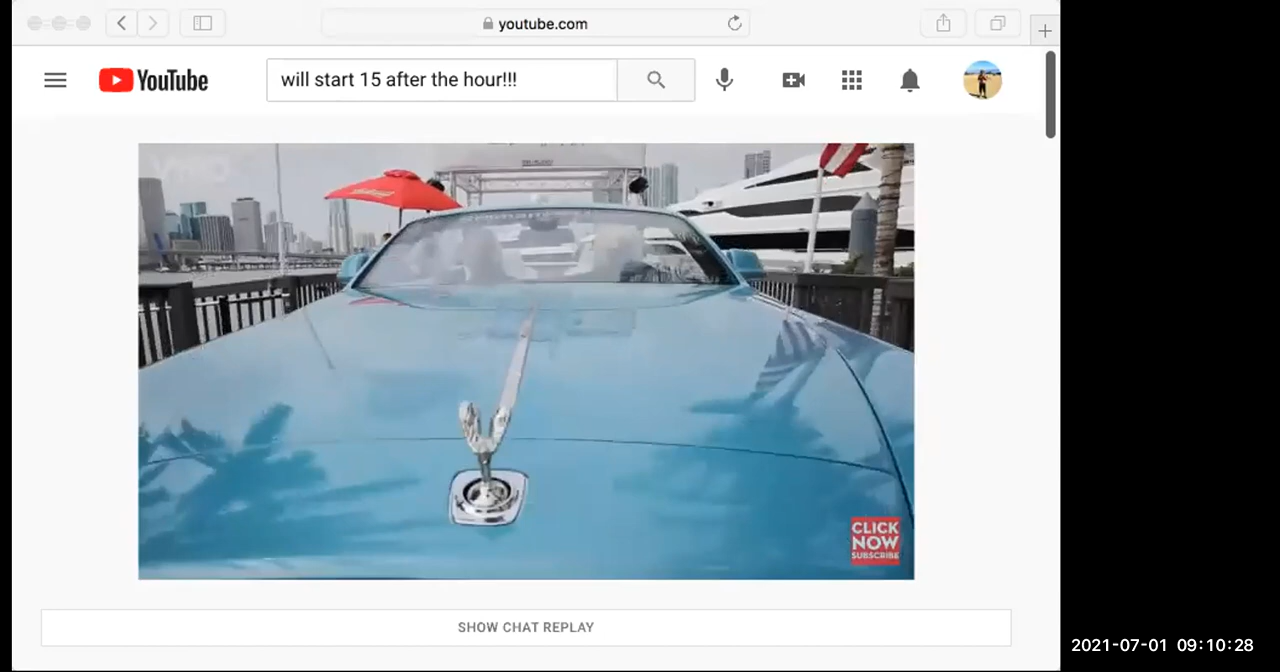 youtube.com
YouTube
will start 15 after the hour!!!
CLICK
NOW
SUBSCRIBE
SHOW CHAT REPLAY
2021-07-01 09:10:28